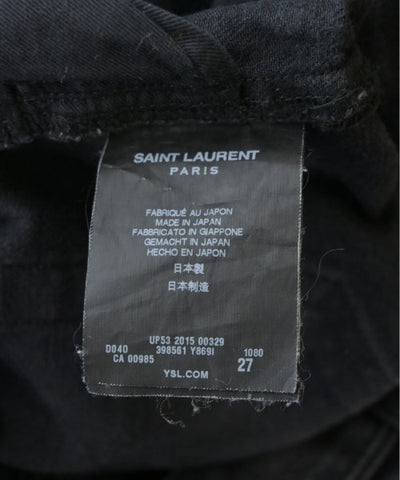 SAINT LAURENT
PARIS
FABRIQUÉ AU JAPON
MADE IN JAPAN
FABBRICATO IN GIAPPONE
GEMACHT IN JAPAN
HECHO EN JAPON
日本製
日本制造
UP53 2015 00329
D04D 398561 Y869I 1080
CA 00985 27
YSL.COM